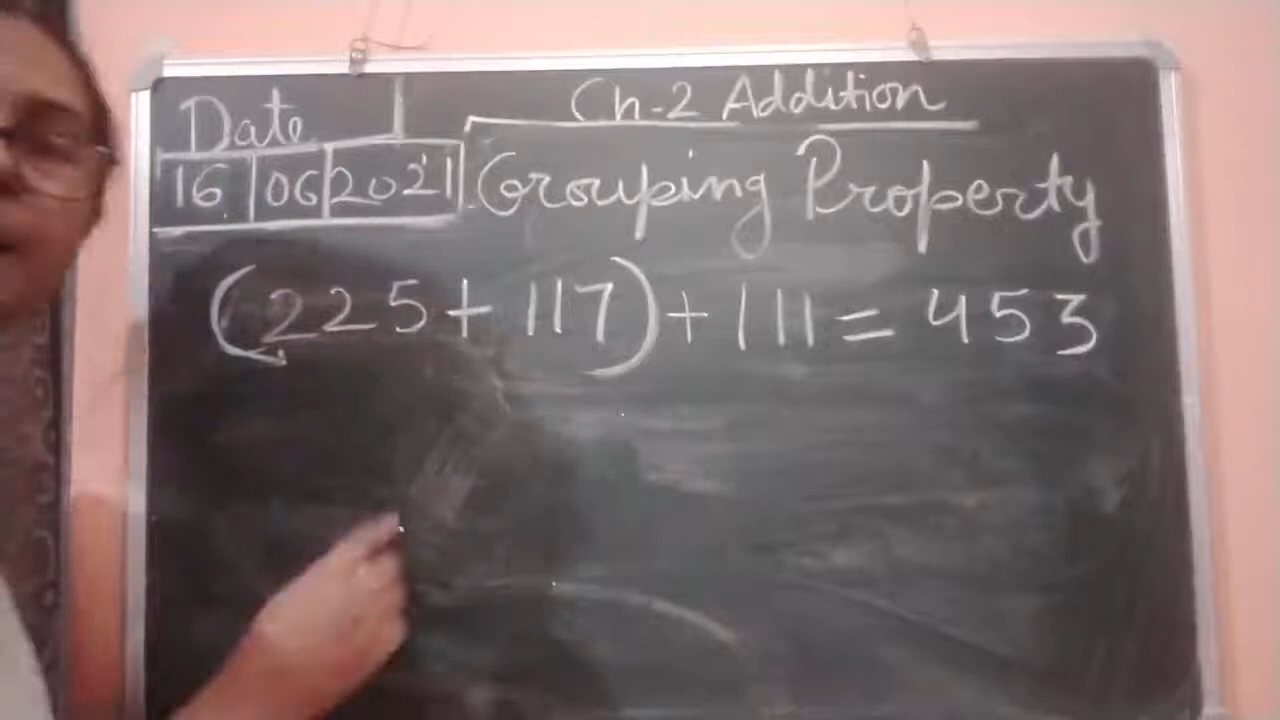 Ch-2 Addition
Date
16 06 2021 Grouping Property
(225+ 117) + 111 = 453